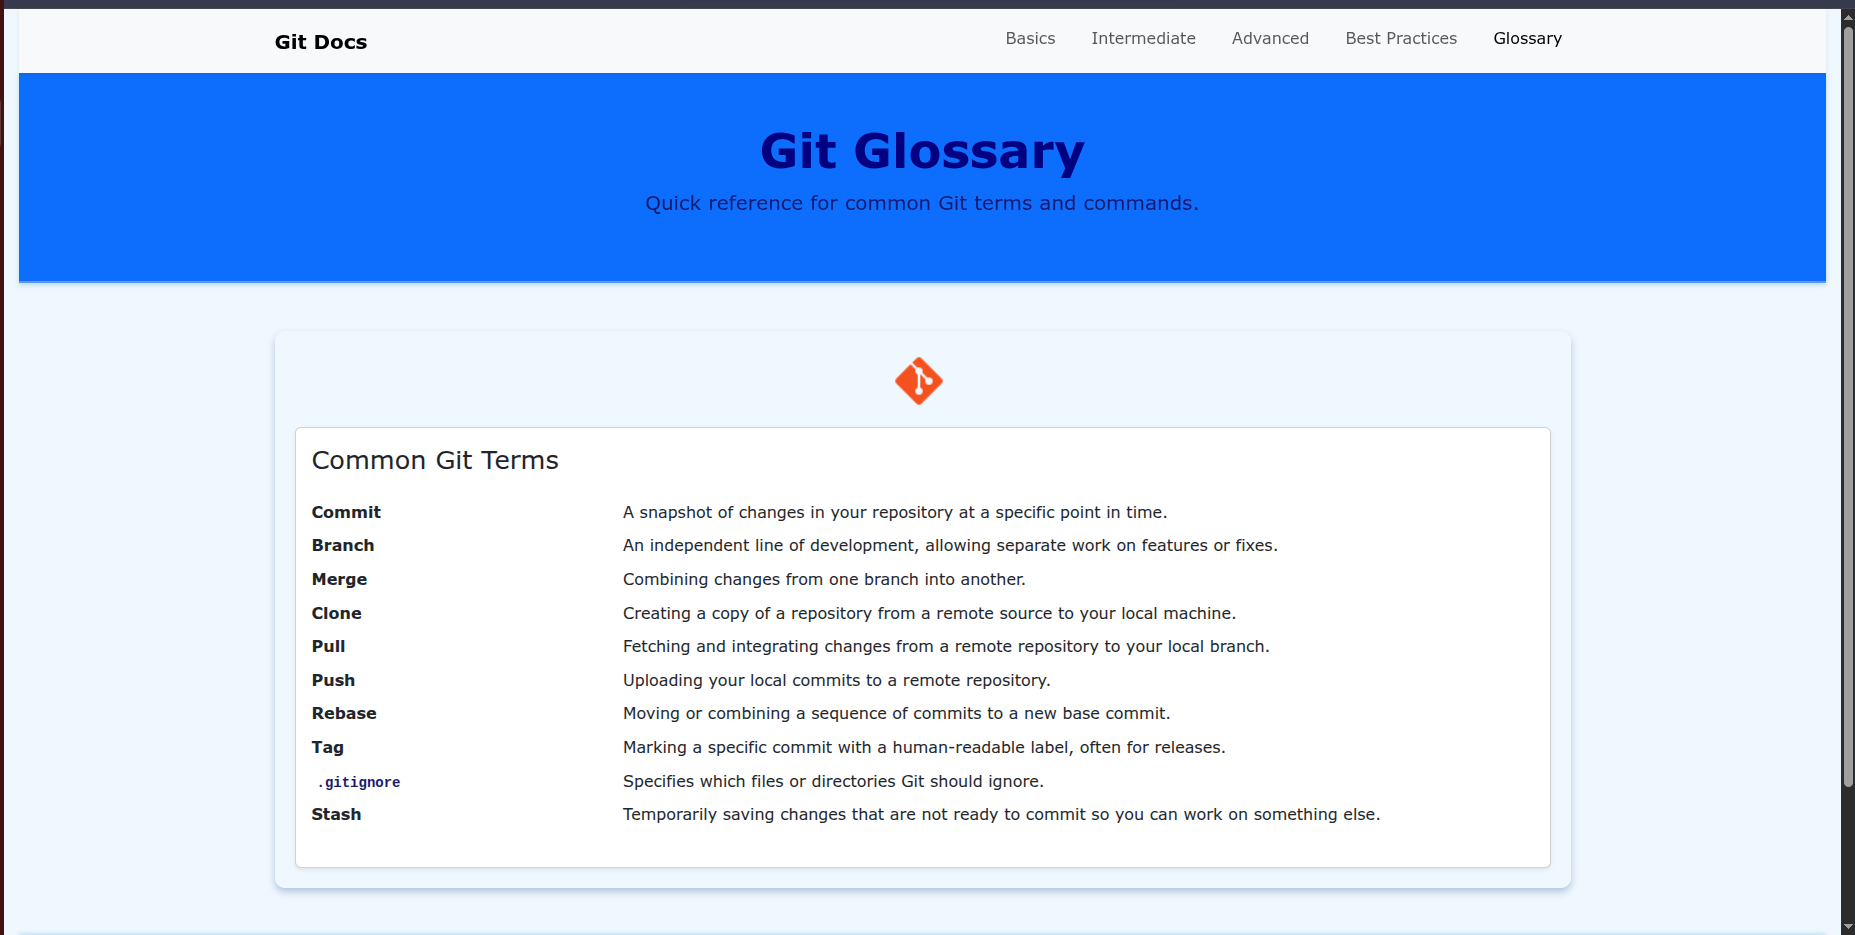 Git Docs Basics Intermediate Advanced Best Practices Glossary
Git Glossary
Quick reference for common Git terms and commands.
Common Git Terms
Commit A snapshot of changes in your repository at a specific point in time.
Branch An independent line of development, allowing separate work on features or fixes.
Merge Combining changes from one branch into another.
Clone Creating a copy of a repository from a remote source to your local machine.
Pull Fetching and integrating changes from a remote repository to your local branch.
Push Uploading your local commits to a remote repository.
Rebase Moving or combining a sequence of commits to a new base commit.
Tag Marking a specific commit with a human-readable label, often for releases.
.gitignore Specifies which files or directories Git should ignore.
Stash Temporarily saving changes that are not ready to commit so you can work on something else.